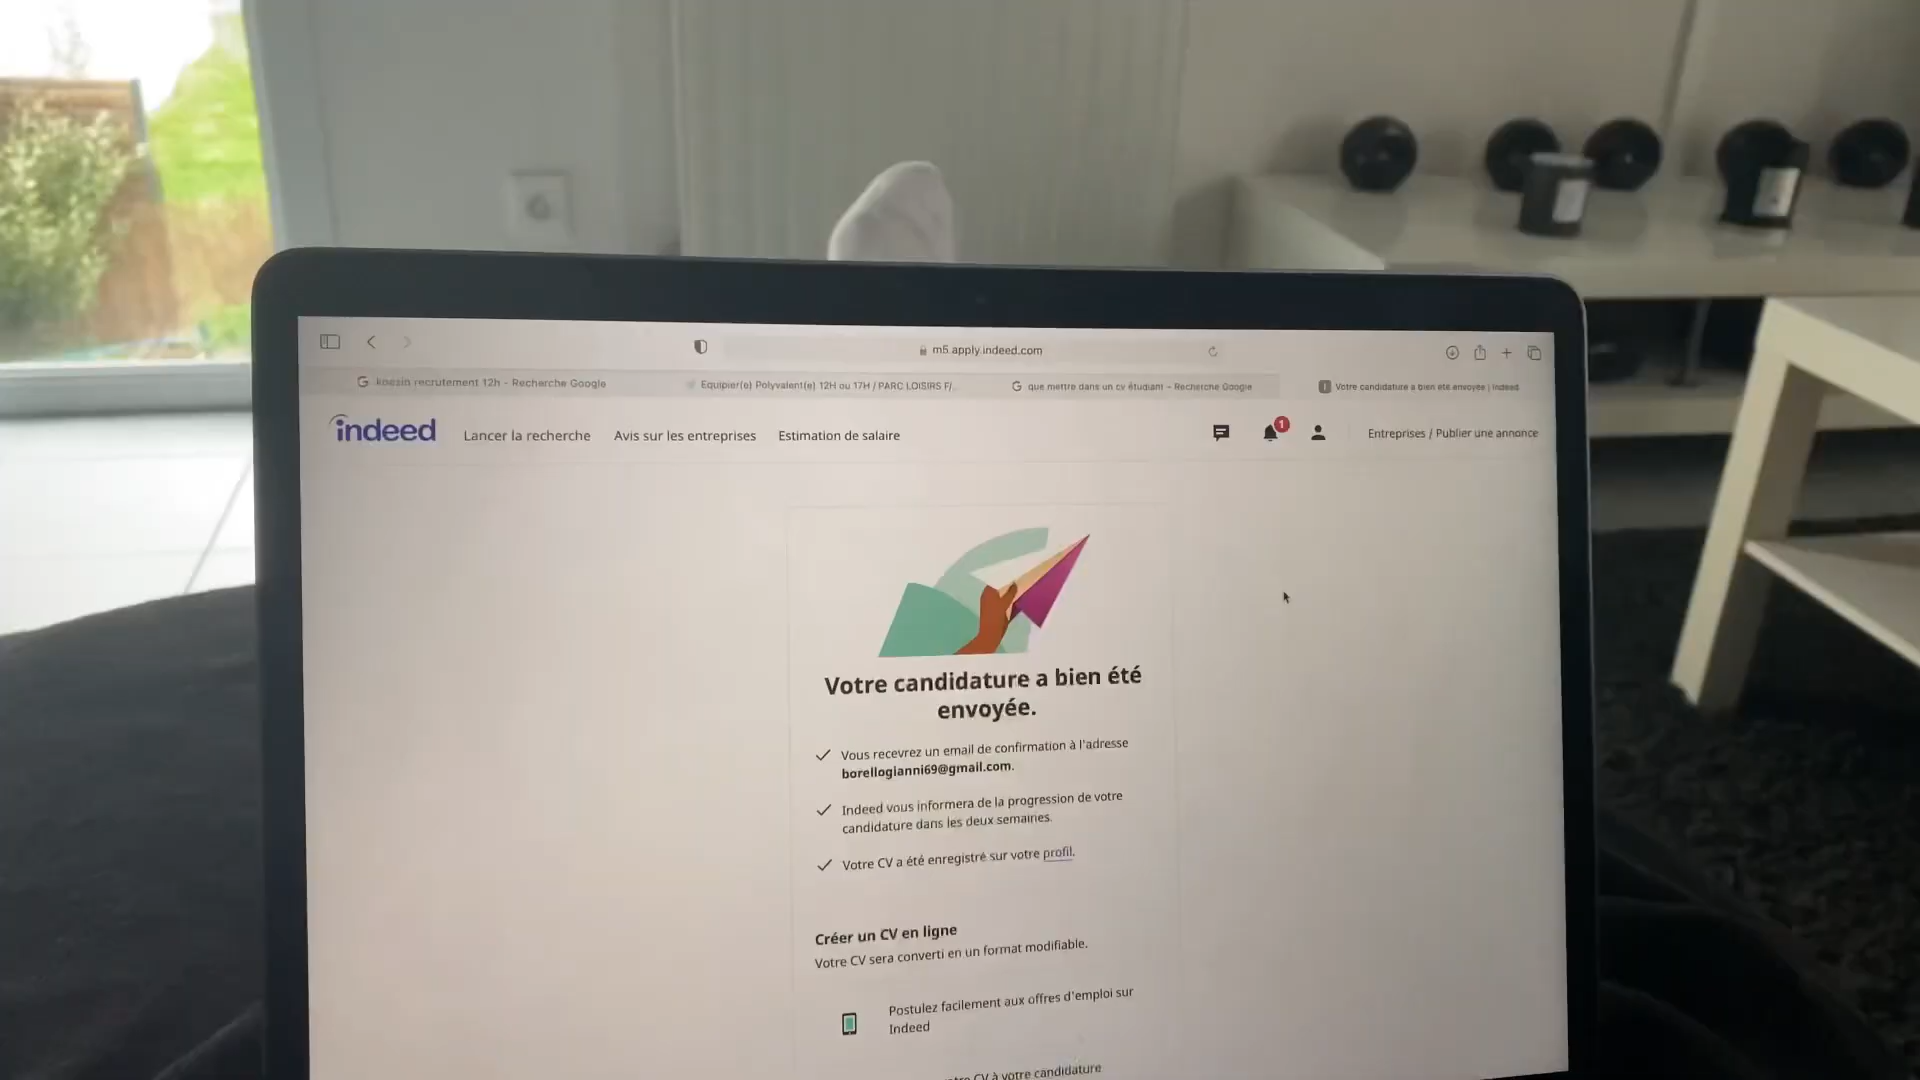 m5.apply.indeed.com
koezio recrutement 12h - Recherche Google
Equipier(e) Polyvalent(e) 12H ou 17H / PARC LOISIRS F/...
que mettre dans un cv étudiant - Recherche Google
Votre candidature a bien été envoyée | Indeed
indeed
Lancer la recherche
Avis sur les entreprises
Estimation de salaire
1
Entreprises / Publier une annonce
Votre candidature a bien été
envoyée.
Vous recevrez un email de confirmation à l'adresse
borellogianni69@gmail.com.
Indeed vous informera de la progression de votre
candidature dans les deux semaines.
Votre CV a été enregistré sur votre profil.
Créer un CV en ligne
Votre CV sera converti en un format modifiable.
Postulez facilement aux offres d'emploi sur
Indeed
CV à votre candidature